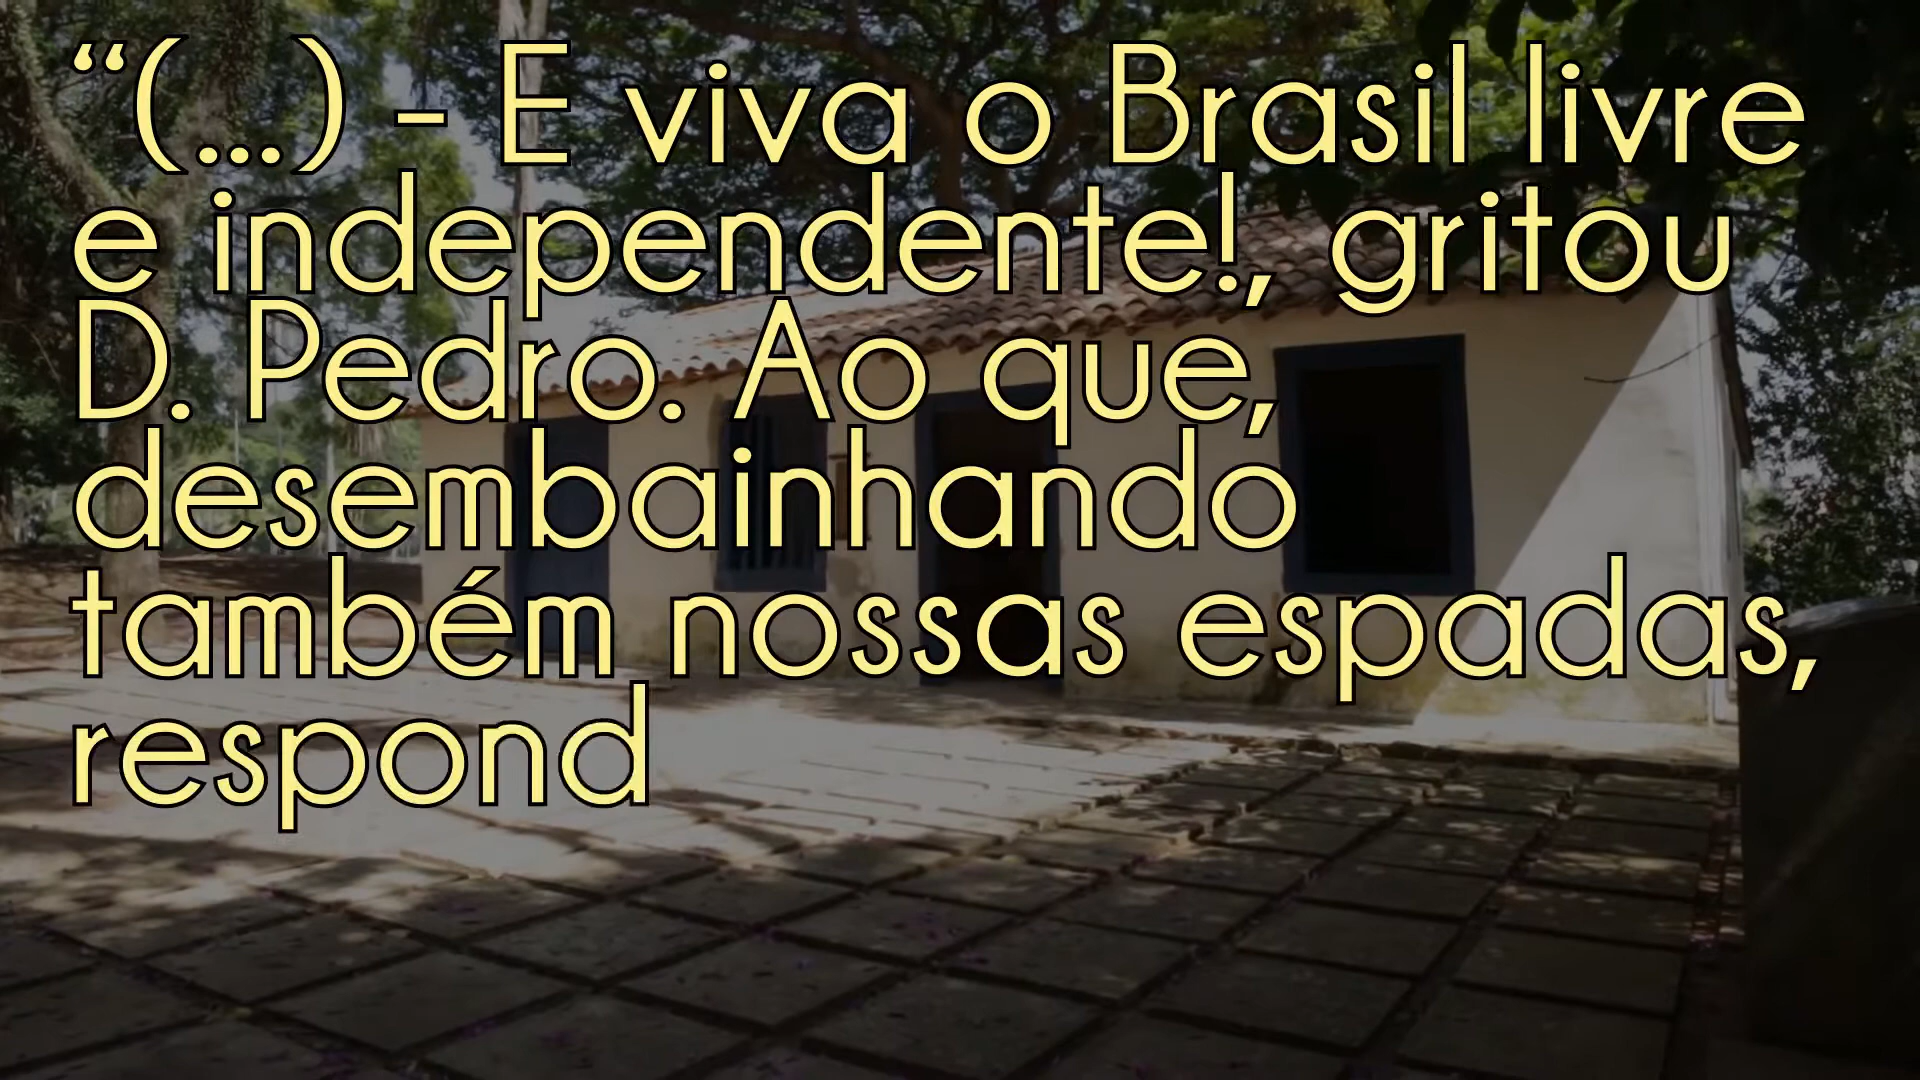 “(...) – E viva o Brasil livre
e independente!, gritou
D. Pedro. Ao que,
desembainhando
também nossas espadas,
respond